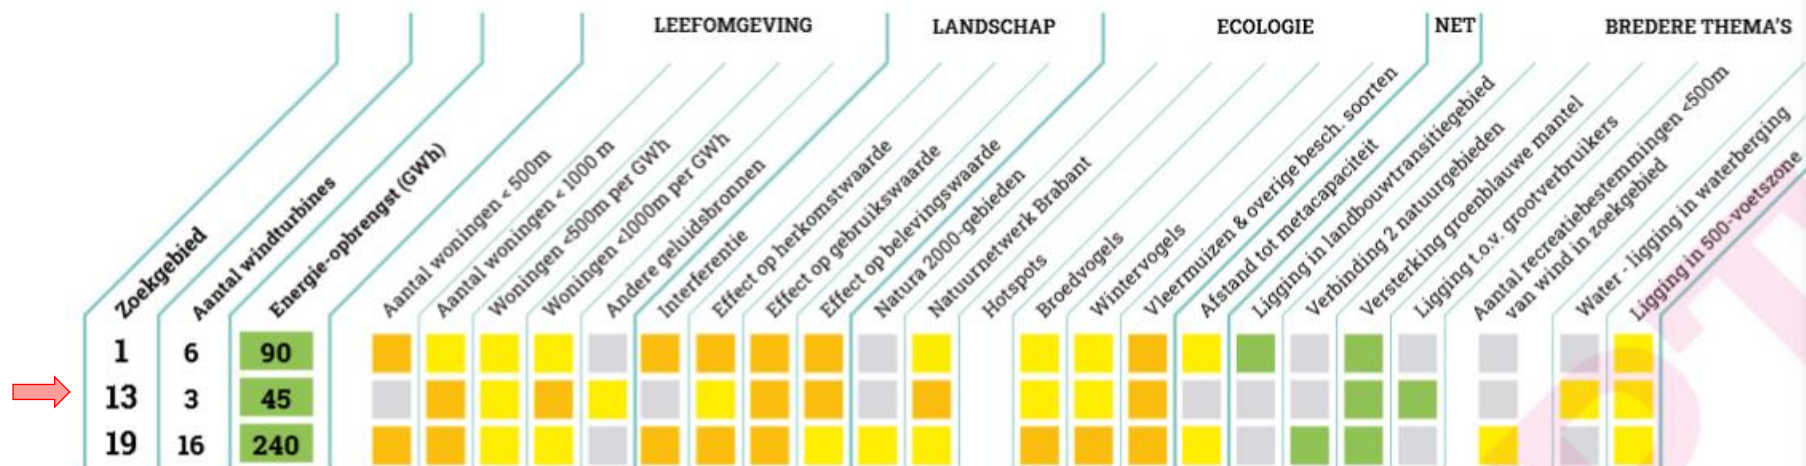 LEEFOMGEVING
LANDSCHAP
ECOLOGIE
NET
BREDERE THEMA'S
Zoekgebied
Aantal windturbines
Energie-opbrengst (GWh)
Aantal woningen < 500m
Aantal woningen < 1000 m
Woningen <500m per GWh
Woningen <1000m per GWh
Andere geluidsbronnen
Interferentie
Effect op herkomstwaarde
Effect op gebruikswaarde
Effect op belevingswaarde
Natura 2000-gebieden
Natuurnetwerk Brabant
Hotspots
Broedvogels
Wintervogels
Vleermuizen & overige besch. soorten
Afstand tot metacapaciteit
Ligging in landbouwtransitiegebied
Verbinding 2 natuurgebieden
Versterking groenblauwe mantel
Ligging t.o.v. grootverbruikers
Aantal recreatiebestemmingen <500m
van wind in zoekgebied
Water - ligging in waterberging
Ligging in 500-voetszone
1 6 90
13 3 45
19 16 240